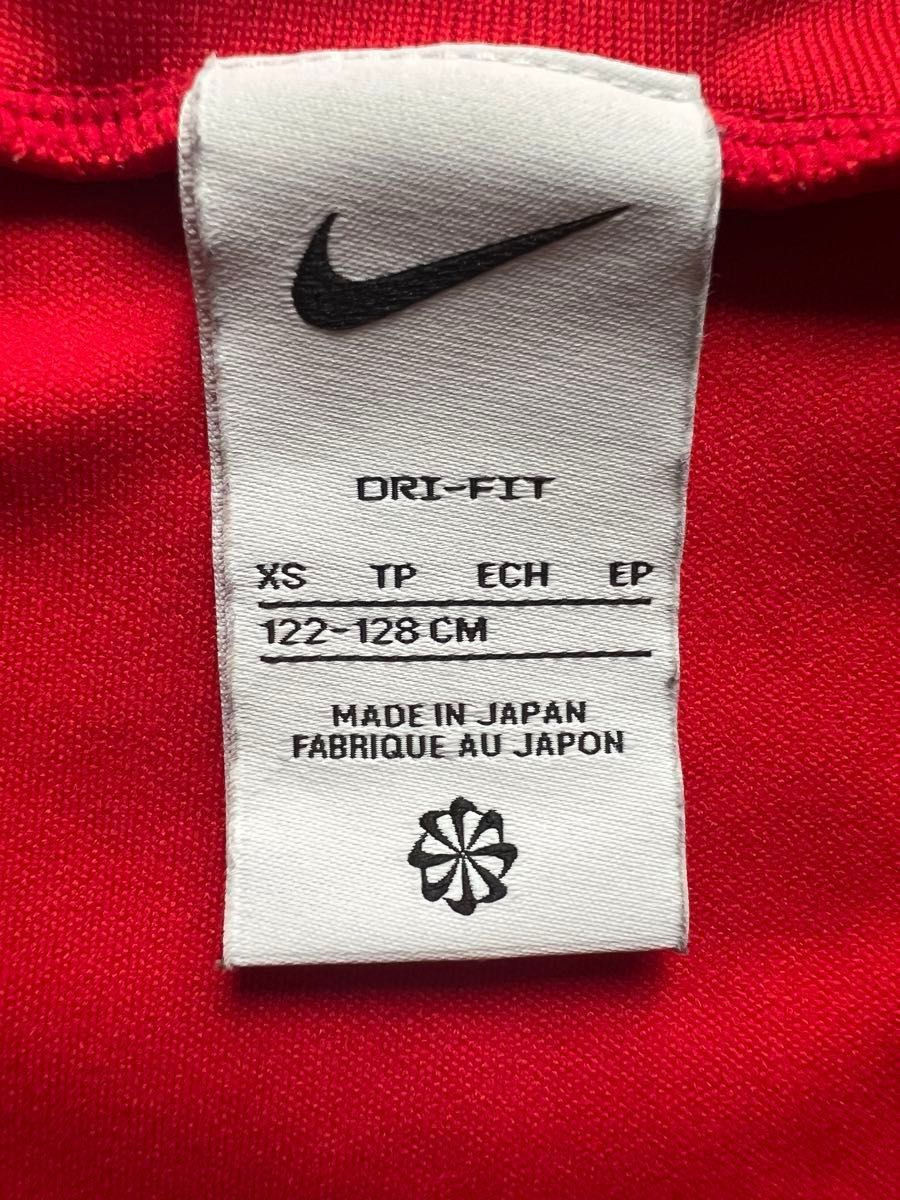 DRI-FIT
XS TP ECH EP
122-128 CM
MADE IN JAPAN
FABRIQUE AU JAPON